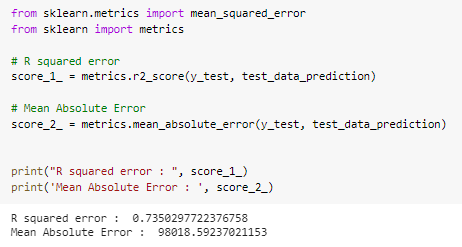 from sklearn.metrics import mean_squared_error
from sklearn import metrics
# R squared error
score_1_ = metrics.r2_score(y_test, test_data_prediction)
# Mean Absolute Error
score_2_ = metrics.mean_absolute_error(y_test, test_data_prediction)
print("R squared error : ", score_1_)
print('Mean Absolute Error : ', score_2_)
R squared error :  0.7350297722376758
Mean Absolute Error :  98018.59237021153